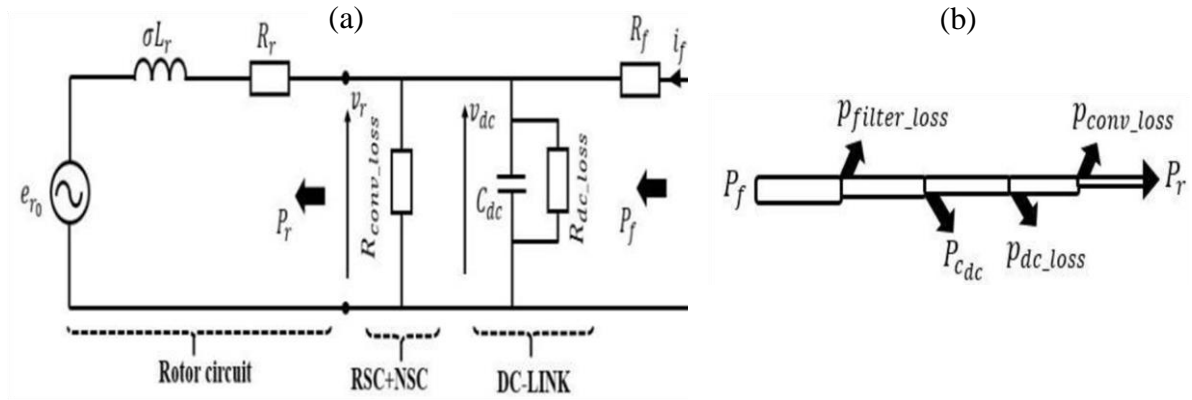 (a)
(b)
σL_r
R_r
R_f
i_f
v_r
R_conv_loss
v_dc
C_dc
R_dc_loss
e_r0
P_r
P_f
Rotor circuit
RSC+NSC
DC-LINK
p_filter_loss
p_conv_loss
P_f
P_r
P_c_dc
p_dc_loss